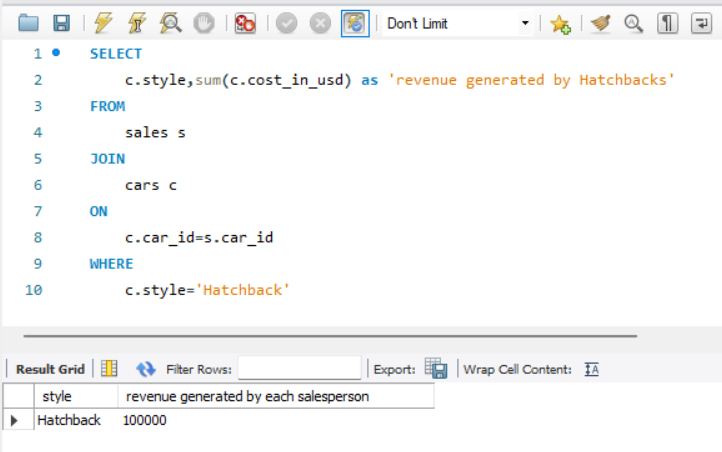 Don't Limit
1 SELECT
2 c.style,sum(c.cost_in_usd) as 'revenue generated by Hatchbacks'
3 FROM
4 sales s
5 JOIN
6 cars c
7 ON
8 c.car_id=s.car_id
9 WHERE
10 c.style='Hatchback'
Result Grid Filter Rows: Export: Wrap Cell Content: IA
style revenue generated by each salesperson
Hatchback 100000